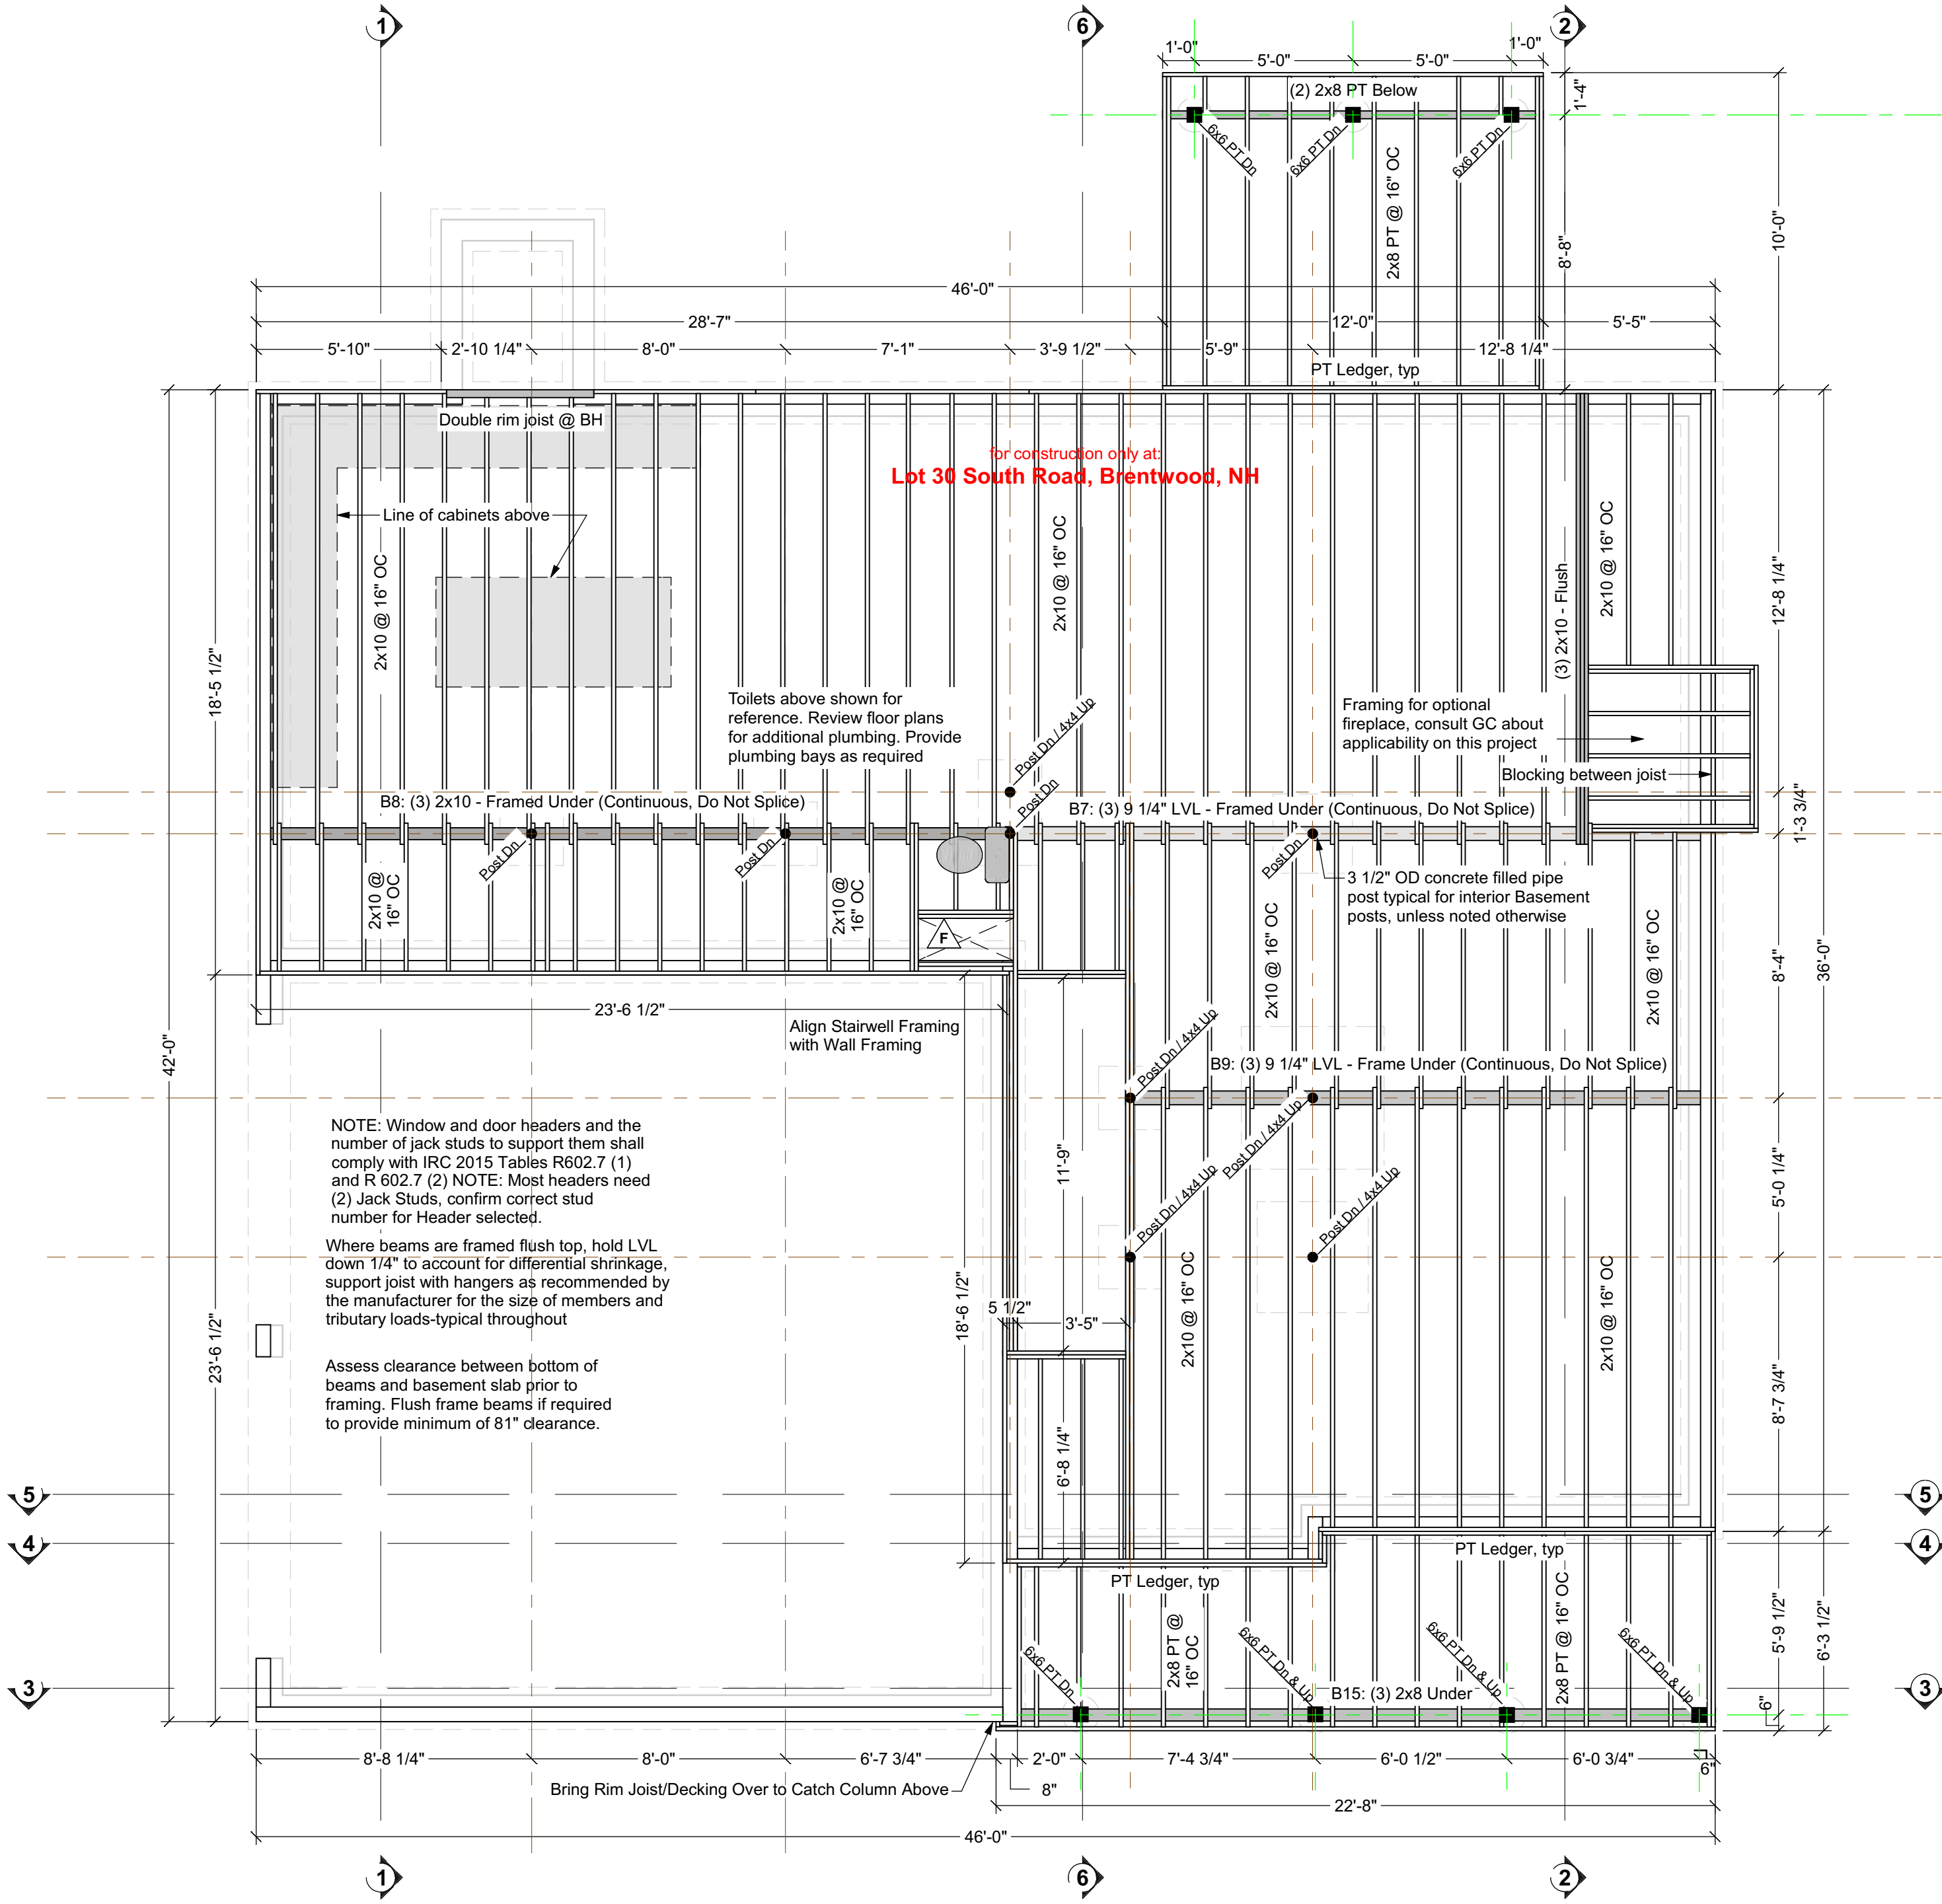 1
6
2
1'-0"
5'-0"
5'-0"
1'-0"
1'-4"
(2) 2x8 PT Below
6x6 PT Dn
6x6 PT Dn
6x6 PT Dn
2x8 PT @ 16" OC
8'-8"
10'-0"
46'-0"
28'-7"
12'-0"
5'-5"
5'-10"
2'-10 1/4"
8'-0"
7'-1"
3'-9 1/2"
5'-9"
12'-8 1/4"
PT Ledger, typ
Double rim joist @ BH
for construction only at:
Lot 30 South Road, Brentwood, NH
Line of cabinets above
2x10 @ 16" OC
2x10 @ 16" OC
(3) 2x10 - Flush
2x10 @ 16" OC
12'-8 1/4"
18'-5 1/2"
Toilets above shown for
reference. Review floor plans
for additional plumbing. Provide
plumbing bays as required
Post Dn / 4x4 Up
Post Dn
Framing for optional
fireplace, consult GC about
applicability on this project
Blocking between joist
1'-3 3/4"
B8: (3) 2x10 - Framed Under (Continuous, Do Not Splice)
B7: (3) 9 1/4" LVL - Framed Under (Continuous, Do Not Splice)
Post Dn
Post Dn
Post Dn
3 1/2" OD concrete filled pipe
post typical for interior Basement
posts, unless noted otherwise
2x10 @
16" OC
2x10 @
16" OC
F
2x10 @ 16" OC
2x10 @ 16" OC
8'-4"
36'-0"
23'-6 1/2"
Align Stairwell Framing
with Wall Framing
42'-0"
Post Dn / 4x4 Up
B9: (3) 9 1/4" LVL - Frame Under (Continuous, Do Not Splice)
Post Dn / 4x4 Up
NOTE: Window and door headers and the
number of jack studs to support them shall
comply with IRC 2015 Tables R602.7 (1)
and R 602.7 (2) NOTE: Most headers need
(2) Jack Studs, confirm correct stud
number for Header selected.
11'-9"
Post Dn / 4x4 Up
Post Dn / 4x4 Up
5'-0 1/4"
Where beams are framed flush top, hold LVL
down 1/4" to account for differential shrinkage,
support joist with hangers as recommended by
the manufacturer for the size of members and
tributary loads-typical throughout
18'-6 1/2"
5 1/2"
3'-5"
2x10 @ 16" OC
2x10 @ 16" OC
23'-6 1/2"
Assess clearance between bottom of
beams and basement slab prior to
framing. Flush frame beams if required
to provide minimum of 81" clearance.
6'-8 1/4"
8'-7 3/4"
5
5
4
4
PT Ledger, typ
PT Ledger, typ
2x8 PT @
16" OC
2x8 PT @ 16" OC
5'-9 1/2"
6'-3 1/2"
6x6 PT Dn
6x6 PT Dn & Up
6x6 PT Dn & Up
6x6 PT Dn & Up
3
3
B15: (3) 2x8 Under
6"
8'-8 1/4"
8'-0"
6'-7 3/4"
2'-0"
7'-4 3/4"
6'-0 1/2"
6'-0 3/4"
6"
Bring Rim Joist/Decking Over to Catch Column Above
8"
22'-8"
46'-0"
1
6
2